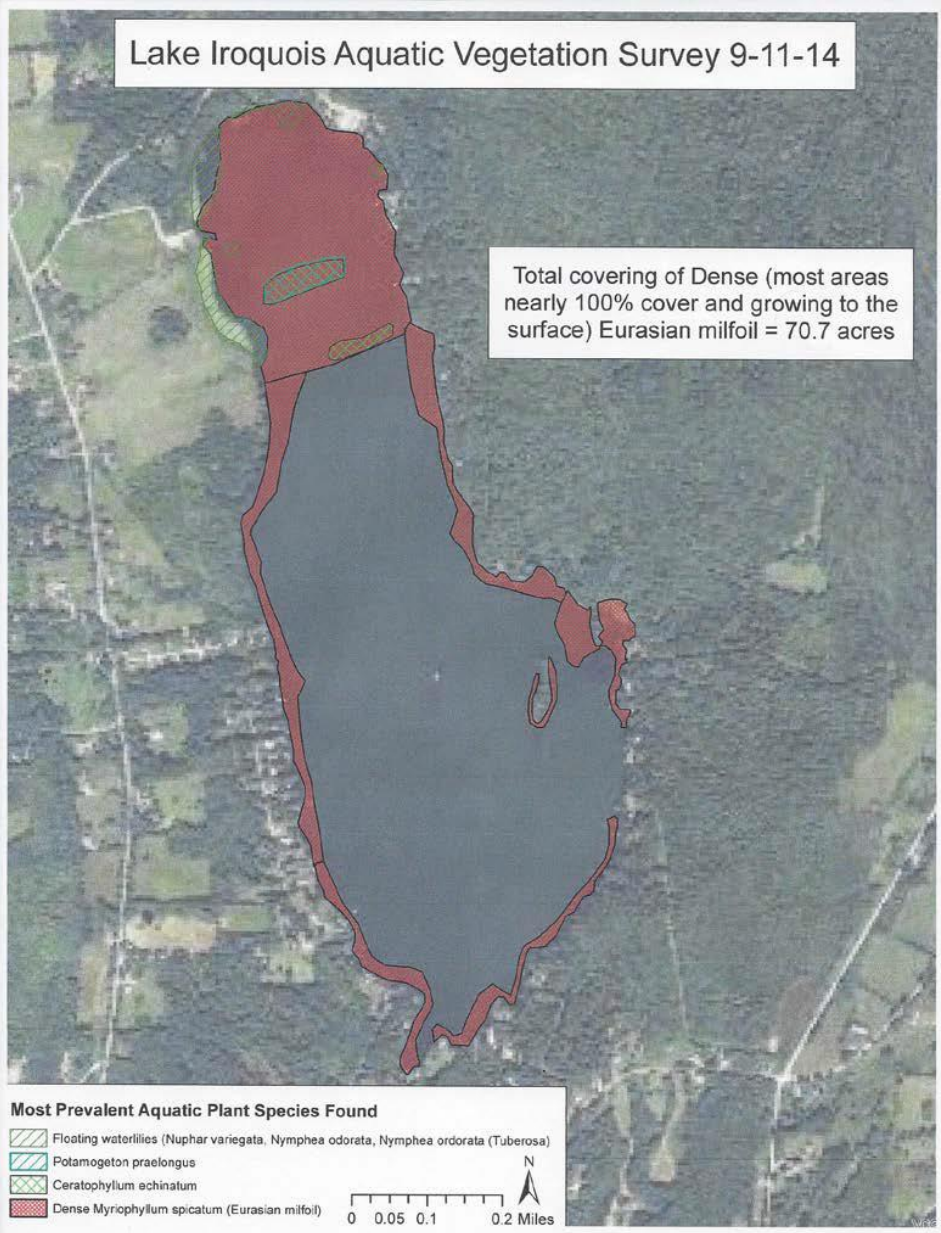 Lake Iroquois Aquatic Vegetation Survey 9-11-14
Total covering of Dense (most areas
nearly 100% cover and growing to the
surface) Eurasian milfoil = 70.7 acres
Most Prevalent Aquatic Plant Species Found
Floating waterlilies (Nuphar variegata, Nymphea odorata, Nymphea ordorata (Tuberosa)
Potamogeton praelongus
Ceratophyllum echinatum
Dense Myriophyllum spicatum (Eurasian milfoil)
N
0 0.05 0.1 0.2 Miles